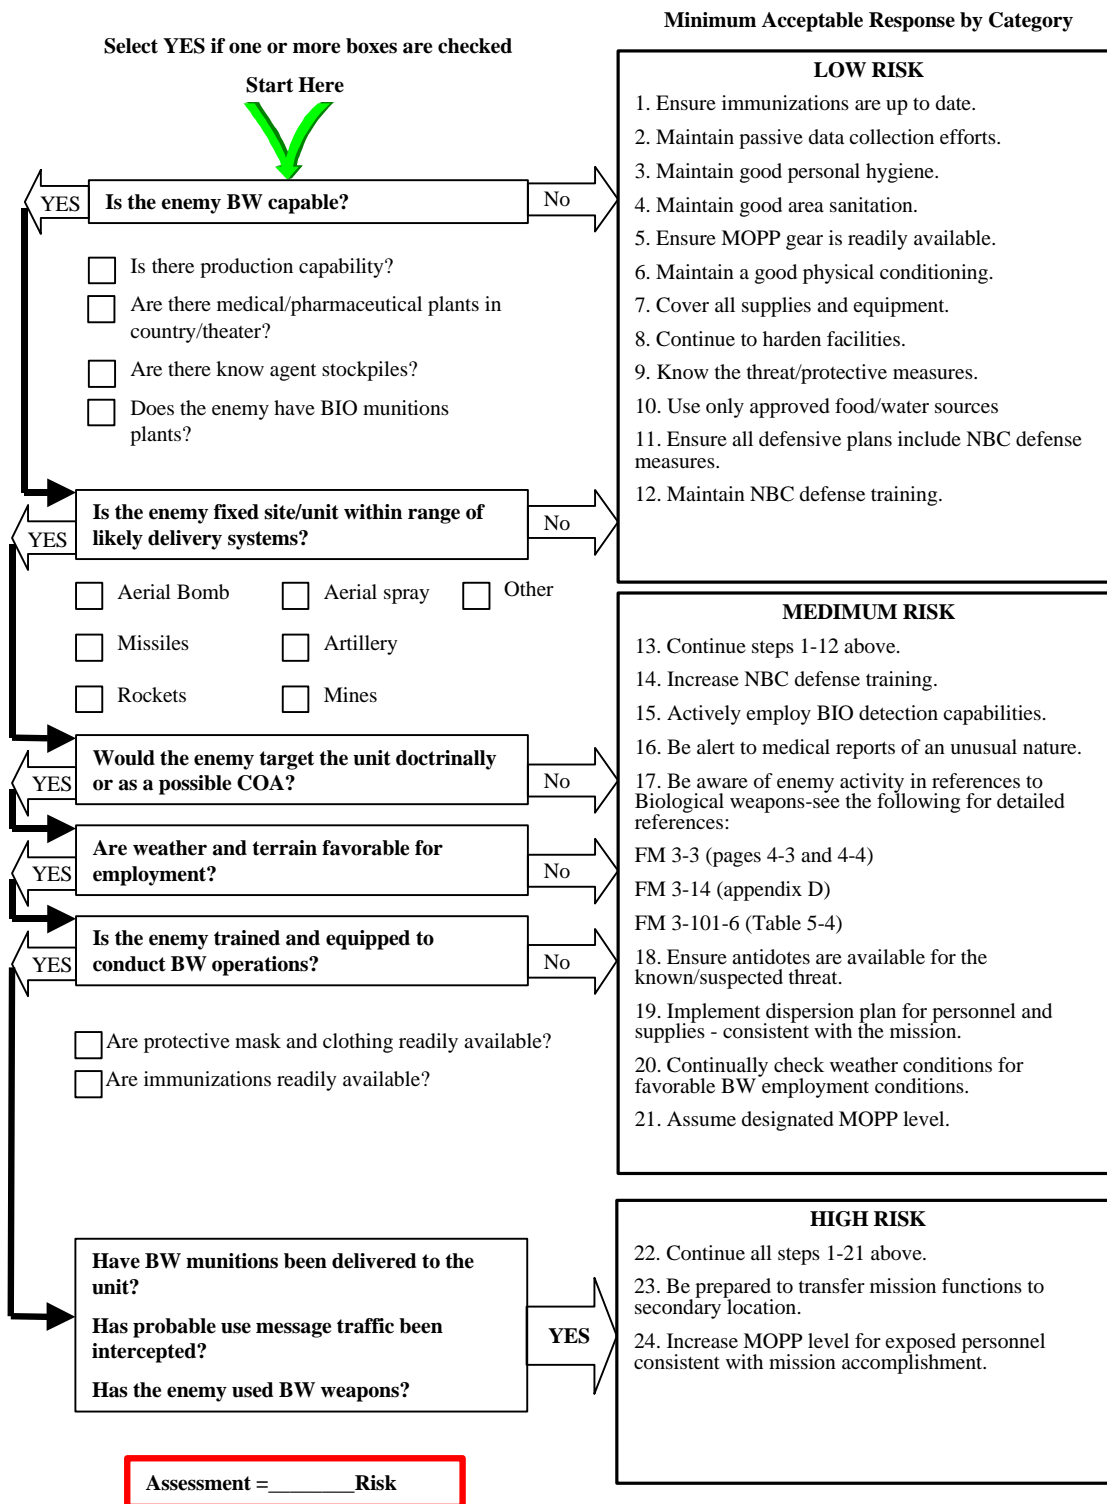 Minimum Acceptable Response by Category
Select YES if one or more boxes are checked
Start Here
YES
Is the enemy BW capable?
No
Is there production capability?
Are there medical/pharmaceutical plants in
country/theater?
Are there know agent stockpiles?
Does the enemy have BIO munitions
plants?
YES
Is the enemy fixed site/unit within range of
likely delivery systems?
No
Aerial Bomb
Aerial spray
Other
Missiles
Artillery
Rockets
Mines
YES
Would the enemy target the unit doctrinally
or as a possible COA?
No
YES
Are weather and terrain favorable for
employment?
No
YES
Is the enemy trained and equipped to
conduct BW operations?
No
Are protective mask and clothing readily available?
Are immunizations readily available?
Have BW munitions been delivered to the
unit?
Has probable use message traffic been
intercepted?
Has the enemy used BW weapons?
YES
Assessment =________Risk
LOW RISK
1. Ensure immunizations are up to date.
2. Maintain passive data collection efforts.
3. Maintain good personal hygiene.
4. Maintain good area sanitation.
5. Ensure MOPP gear is readily available.
6. Maintain a good physical conditioning.
7. Cover all supplies and equipment.
8. Continue to harden facilities.
9. Know the threat/protective measures.
10. Use only approved food/water sources
11. Ensure all defensive plans include NBC defense
measures.
12. Maintain NBC defense training.
MEDIMUM RISK
13. Continue steps 1-12 above.
14. Increase NBC defense training.
15. Actively employ BIO detection capabilities.
16. Be alert to medical reports of an unusual nature.
17. Be aware of enemy activity in references to
Biological weapons-see the following for detailed
references:
FM 3-3 (pages 4-3 and 4-4)
FM 3-14 (appendix D)
FM 3-101-6 (Table 5-4)
18. Ensure antidotes are available for the
known/suspected threat.
19. Implement dispersion plan for personnel and
supplies - consistent with the mission.
20. Continually check weather conditions for
favorable BW employment conditions.
21. Assume designated MOPP level.
HIGH RISK
22. Continue all steps 1-21 above.
23. Be prepared to transfer mission functions to
secondary location.
24. Increase MOPP level for exposed personnel
consistent with mission accomplishment.